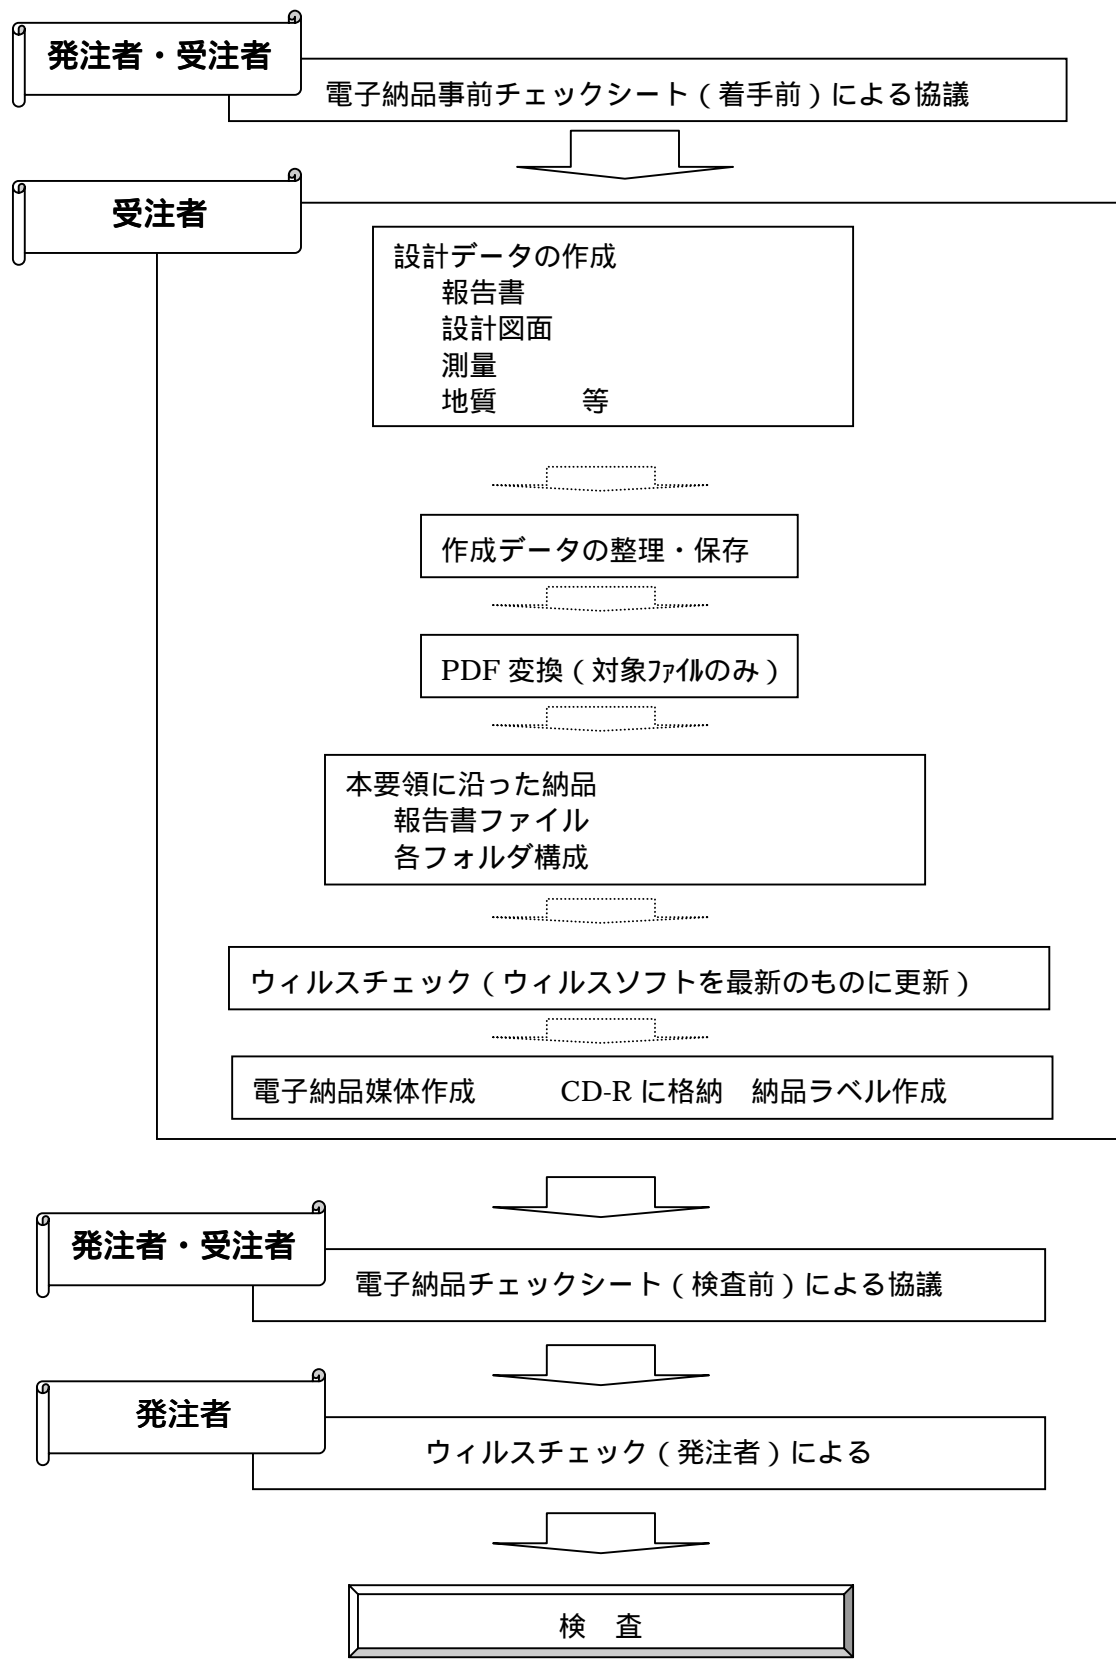 発注者・受注者
電子納品事前チェックシート（着手前）による協議
受注者
設計データの作成
報告書
設計図面
測量
地質　　　等
作成データの整理・保存
PDF 変換（対象ﾌｧｲﾙのみ）
本要領に沿った納品
報告書ファイル
各フォルダ構成
ウィルスチェック（ウィルスソフトを最新のものに更新）
電子納品媒体作成　　　CD-R に格納　納品ラベル作成
発注者・受注者
電子納品チェックシート（検査前）による協議
発注者
ウィルスチェック（発注者）による
検　査